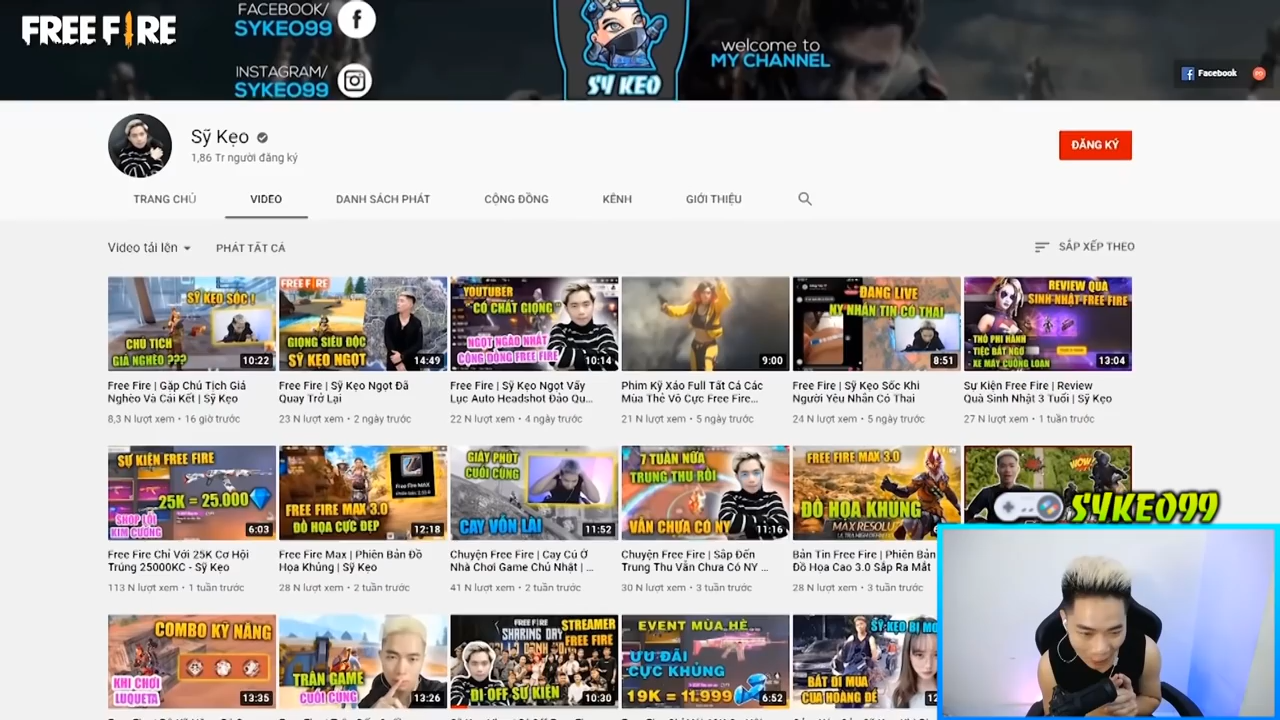 FREE FIRE
FACEBOOK/
SYKEO99
INSTAGRAM/
SYKEO99
SỸ KẸO
welcome to
MY CHANNEL
Facebook
Sỹ Kẹo
1,86 Tr người đăng ký
ĐĂNG KÝ
TRANG CHỦ
VIDEO
DANH SÁCH PHÁT
CỘNG ĐỒNG
KÊNH
GIỚI THIỆU
Video tải lên
PHÁT TẤT CẢ
SẮP XẾP THEO
SỸ KẸO SỐC !
CHỦ TỊCH
GIẢ NGHÈO ???
10:22
FREE FIRE
GIỌNG SIÊU ĐỘC
SỸ KẸO NGỌT
14:49
YOUTUBER
"CÓ CHẤT GIỌNG"
NGỌT NGÀO NHẤT
CỘNG ĐỒNG FREE FIRE
10:14
9:00
ĐANG LIVE
NY NHẮN TIN CÓ THAI
8:51
REVIEW QUÀ
SINH NHẬT FREE FIRE
- THỎ PHI HÀNH
- TIỆC BẤT NGỜ
- XE MÁY CUỒNG LOẠN
13:04
Free Fire | Gặp Chủ Tịch Giả
Nghèo Và Cái Kết | Sỹ Kẹo
8,3 N lượt xem • 16 giờ trước
Free Fire | Sỹ Kẹo Ngọt Đã
Quay Trở Lại
23 N lượt xem • 2 ngày trước
Free Fire | Sỹ Kẹo Ngọt Vẩy
Lục Auto Headshot Đảo Qu...
22 N lượt xem • 4 ngày trước
Phim Kỹ Xảo Full Tất Cả Các
Mùa Thẻ Vô Cực Free Fire...
21 N lượt xem • 5 ngày trước
Free Fire | Sỹ Kẹo Sốc Khi
Người Yêu Nhắn Có Thai
24 N lượt xem • 5 ngày trước
Sự Kiện Free Fire | Review
Quà Sinh Nhật 3 Tuổi | Sỹ Kẹo
27 N lượt xem • 1 tuần trước
SỰ KIỆN FREE FIRE
25K = 25.000
SHOP LỖI
KIM CƯƠNG
6:03
Free Fire MAX
FREE FIRE MAX 3.0
ĐỒ HỌA CỰC ĐẸP
12:18
GIÂY PHÚT
CUỐI CÙNG
CAY VỒN LÀI
11:52
7 TUẦN NỮA
TRUNG THU RỒI
VẪN CHƯA CÓ NY
11:16
FREE FIRE MAX 3.0
ĐỒ HỌA KHỦNG
MAX RESOLU
WOW
SYKEO99
Free Fire Chỉ Với 25K Cơ Hội
Trúng 25000KC - Sỹ Kẹo
113 N lượt xem • 1 tuần trước
Free Fire Max | Phiên Bản Đồ
Họa Khủng | Sỹ Kẹo
28 N lượt xem • 2 tuần trước
Chuyện Free Fire | Cay Cú Ở
Nhà Chơi Game Chủ Nhật | ...
41 N lượt xem • 2 tuần trước
Chuyện Free Fire | Sắp Đến
Trung Thu Vẫn Chưa Có NY ...
30 N lượt xem • 3 tuần trước
Bản Tin Free Fire | Phiên Bản
Đồ Họa Cao 3.0 Sắp Ra Mắt
28 N lượt xem • 3 tuần trước
COMBO KỸ NĂNG
KHI CHƠI
LUQUETA
13:35
TRẬN GAME
CUỐI CÙNG
13:26
FREE FIRE
SHARING DAY
STREAMER
FREE FIRE
ĐI OFF SỰ KIỆN
10:30
EVENT MÙA HÈ
ƯU ĐÃI
CỰC KHỦNG
19K = 11.999
6:52
SỸ KẸO BỊ
BẮT ĐI MUA
CỦA HOÀNG ĐẾ